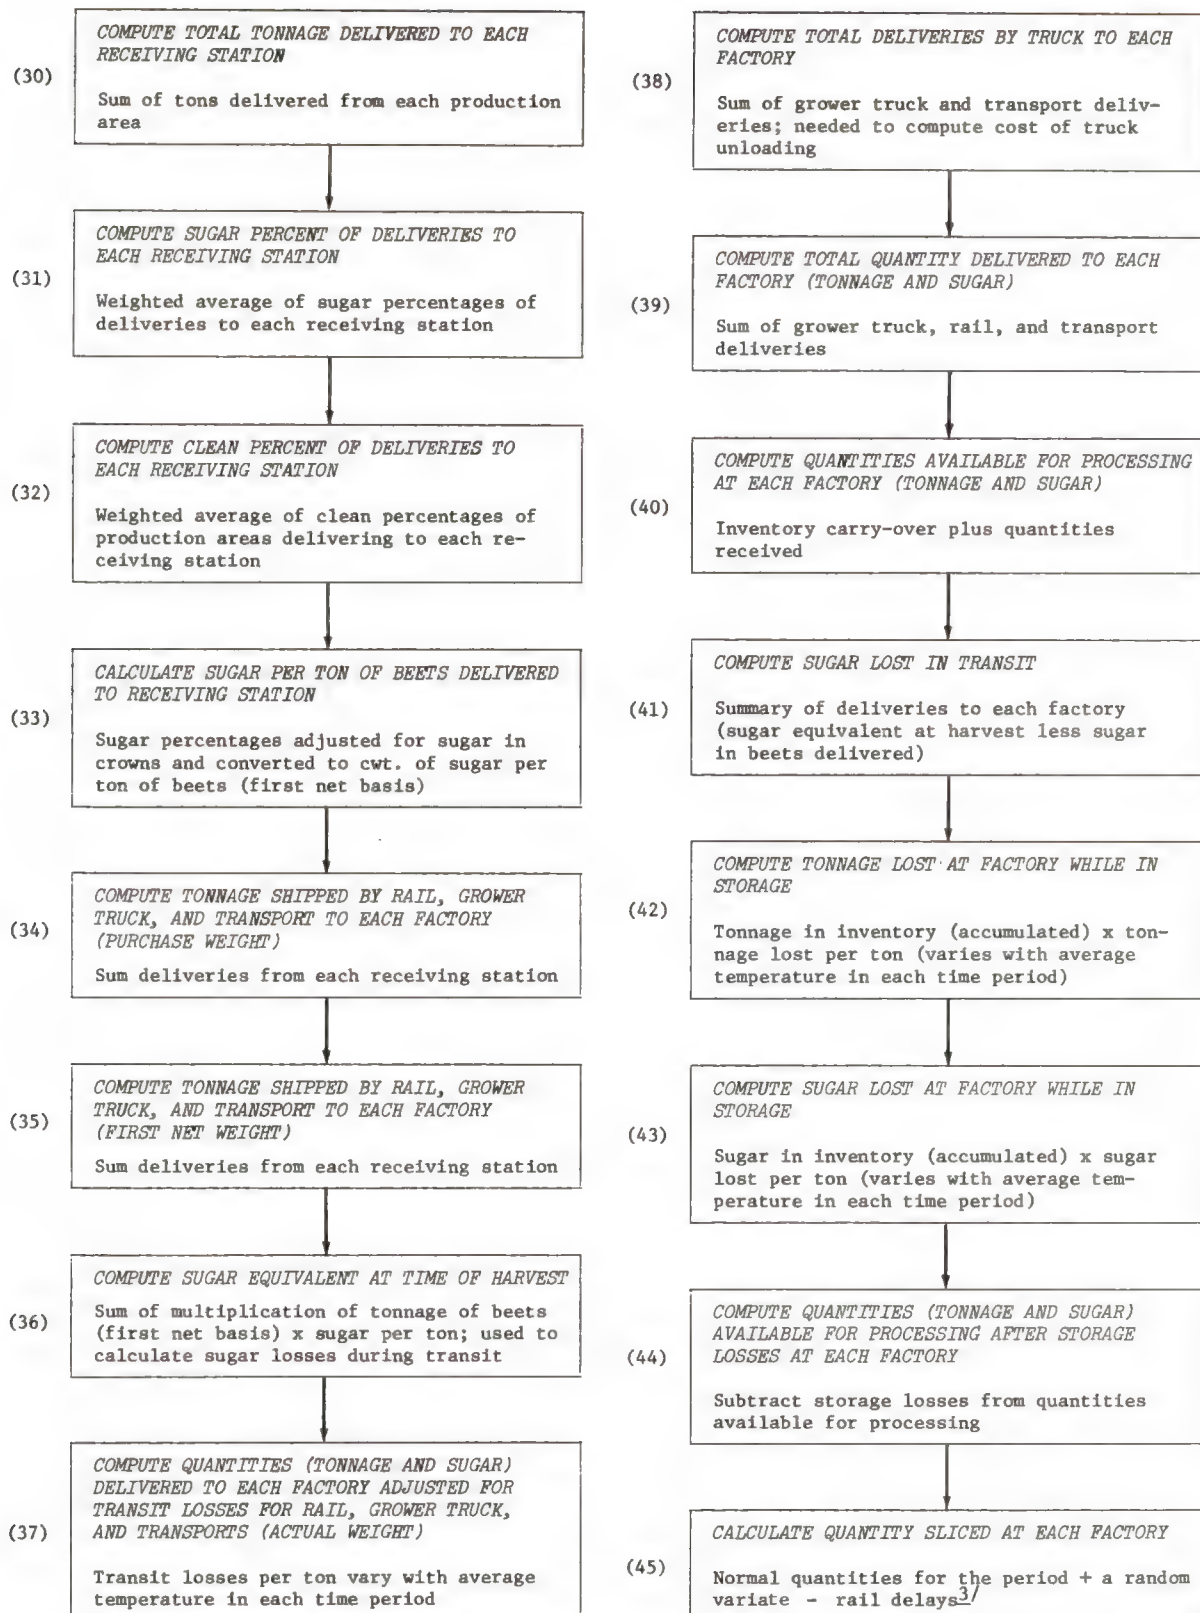 (30)
COMPUTE TOTAL TONNAGE DELIVERED TO EACH
RECEIVING STATION
Sum of tons delivered from each production
area
(31)
COMPUTE SUGAR PERCENT OF DELIVERIES TO
EACH RECEIVING STATION
Weighted average of sugar percentages of
deliveries to each receiving station
(32)
COMPUTE CLEAN PERCENT OF DELIVERIES TO
EACH RECEIVING STATION
Weighted average of clean percentages of
production areas delivering to each re-
ceiving station
(33)
CALCULATE SUGAR PER TON OF BEETS DELIVERED
TO RECEIVING STATION
Sugar percentages adjusted for sugar in
crowns and converted to cwt. of sugar per
ton of beets (first net basis)
(34)
COMPUTE TONNAGE SHIPPED BY RAIL, GROWER
TRUCK, AND TRANSPORT TO EACH FACTORY
(PURCHASE WEIGHT)
Sum deliveries from each receiving station
(35)
COMPUTE TONNAGE SHIPPED BY RAIL, GROWER
TRUCK, AND TRANSPORT TO EACH FACTORY
(FIRST NET WEIGHT)
Sum deliveries from each receiving station
(36)
COMPUTE SUGAR EQUIVALENT AT TIME OF HARVEST
Sum of multiplication of tonnage of beets
(first net basis) x sugar per ton; used to
calculate sugar losses during transit
(37)
COMPUTE QUANTITIES (TONNAGE AND SUGAR)
DELIVERED TO EACH FACTORY ADJUSTED FOR
TRANSIT LOSSES FOR RAIL, GROWER TRUCK,
AND TRANSPORTS (ACTUAL WEIGHT)
Transit losses per ton vary with average
temperature in each time period
(38)
COMPUTE TOTAL DELIVERIES BY TRUCK TO EACH
FACTORY
Sum of grower truck and transport deliv-
eries; needed to compute cost of truck
unloading
(39)
COMPUTE TOTAL QUANTITY DELIVERED TO EACH
FACTORY (TONNAGE AND SUGAR)
Sum of grower truck, rail, and transport
deliveries
(40)
COMPUTE QUANTITIES AVAILABLE FOR PROCESSING
AT EACH FACTORY (TONNAGE AND SUGAR)
Inventory carry-over plus quantities
received
(41)
COMPUTE SUGAR LOST IN TRANSIT
Summary of deliveries to each factory
(sugar equivalent at harvest less sugar
in beets delivered)
(42)
COMPUTE TONNAGE LOST AT FACTORY WHILE IN
STORAGE
Tonnage in inventory (accumulated) x ton-
nage lost per ton (varies with average
temperature in each time period)
(43)
COMPUTE SUGAR LOST AT FACTORY WHILE IN
STORAGE
Sugar in inventory (accumulated) x sugar
lost per ton (varies with average tem-
perature in each time period)
(44)
COMPUTE QUANTITIES (TONNAGE AND SUGAR)
AVAILABLE FOR PROCESSING AFTER STORAGE
LOSSES AT EACH FACTORY
Subtract storage losses from quantities
available for processing
(45)
CALCULATE QUANTITY SLICED AT EACH FACTORY
Normal quantities for the period + a random
variate - rail delays 3/